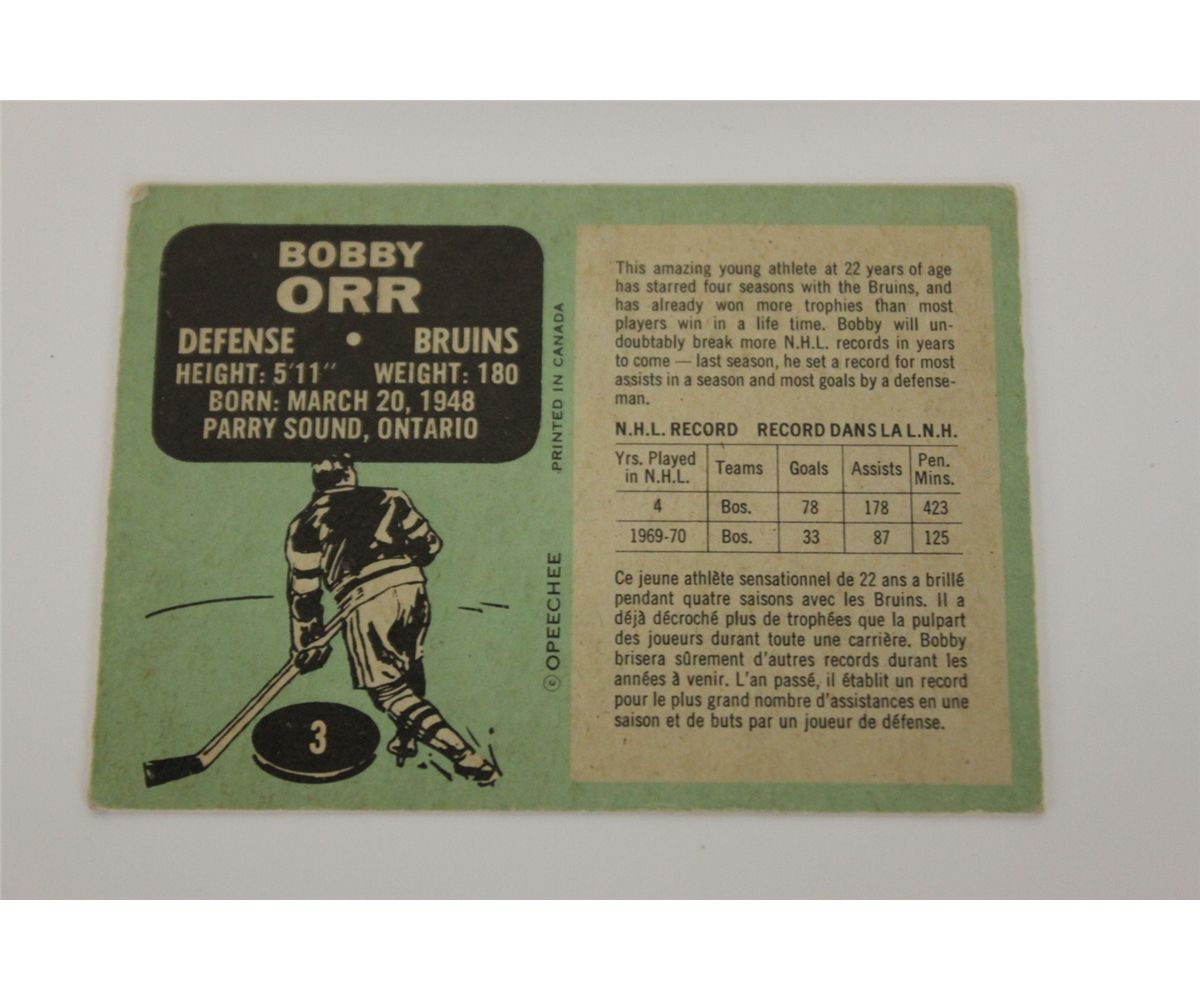 BOBBY
ORR
DEFENSE • BRUINS
HEIGHT: 5'11" WEIGHT: 180
BORN: MARCH 20, 1948
PARRY SOUND, ONTARIO
3
© OPEECHEE PRINTED IN CANADA
This amazing young athlete at 22 years of age
has starred four seasons with the Bruins, and
has already won more trophies than most
players win in a life time. Bobby will un-
doubtably break more N.H.L. records in years
to come — last season, he set a record for most
assists in a season and most goals by a defense-
man.
N.H.L. RECORD RECORD DANS LA L.N.H.
Yrs. Played in N.H.L. Teams Goals Assists Pen. Mins.
4 Bos. 78 178 423
1969-70 Bos. 33 87 125
Ce jeune athlète sensationnel de 22 ans a brillé
pendant quatre saisons avec les Bruins. Il a
déjà décroché plus de trophées que la pulpart
des joueurs durant toute une carrière. Bobby
brisera sûrement d'autres records durant les
années à venir. L'an passé, il établit un record
pour le plus grand nombre d'assistances en une
saison et de buts par un joueur de défense.